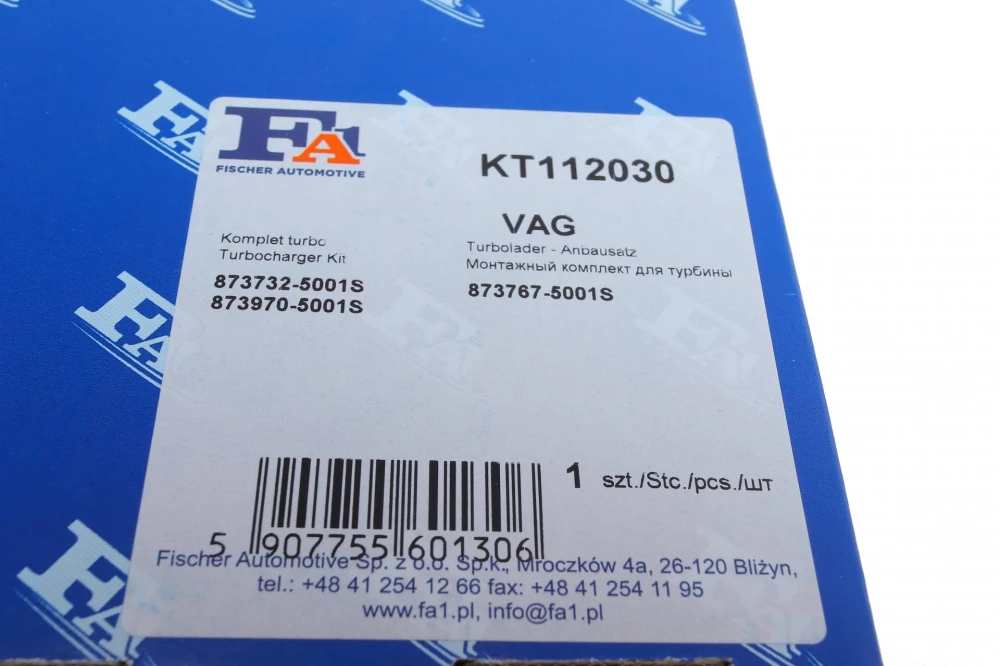 FA1
FISCHER AUTOMOTIVE
KT112030
VAG
Komplet turbo
Turbocharger Kit
Turbolader - Anbausatz
Монтажный комплект для турбины
873732-5001S
873970-5001S
873767-5001S
1 szt./Stc./pcs./шт
5 907755 601306
Fischer Automotive Sp. z o.o. Sp.k., Mroczków 4a, 26-120 Bliżyn,
tel.: +48 41 254 12 66 fax: +48 41 254 11 95
www.fa1.pl, info@fa1.pl